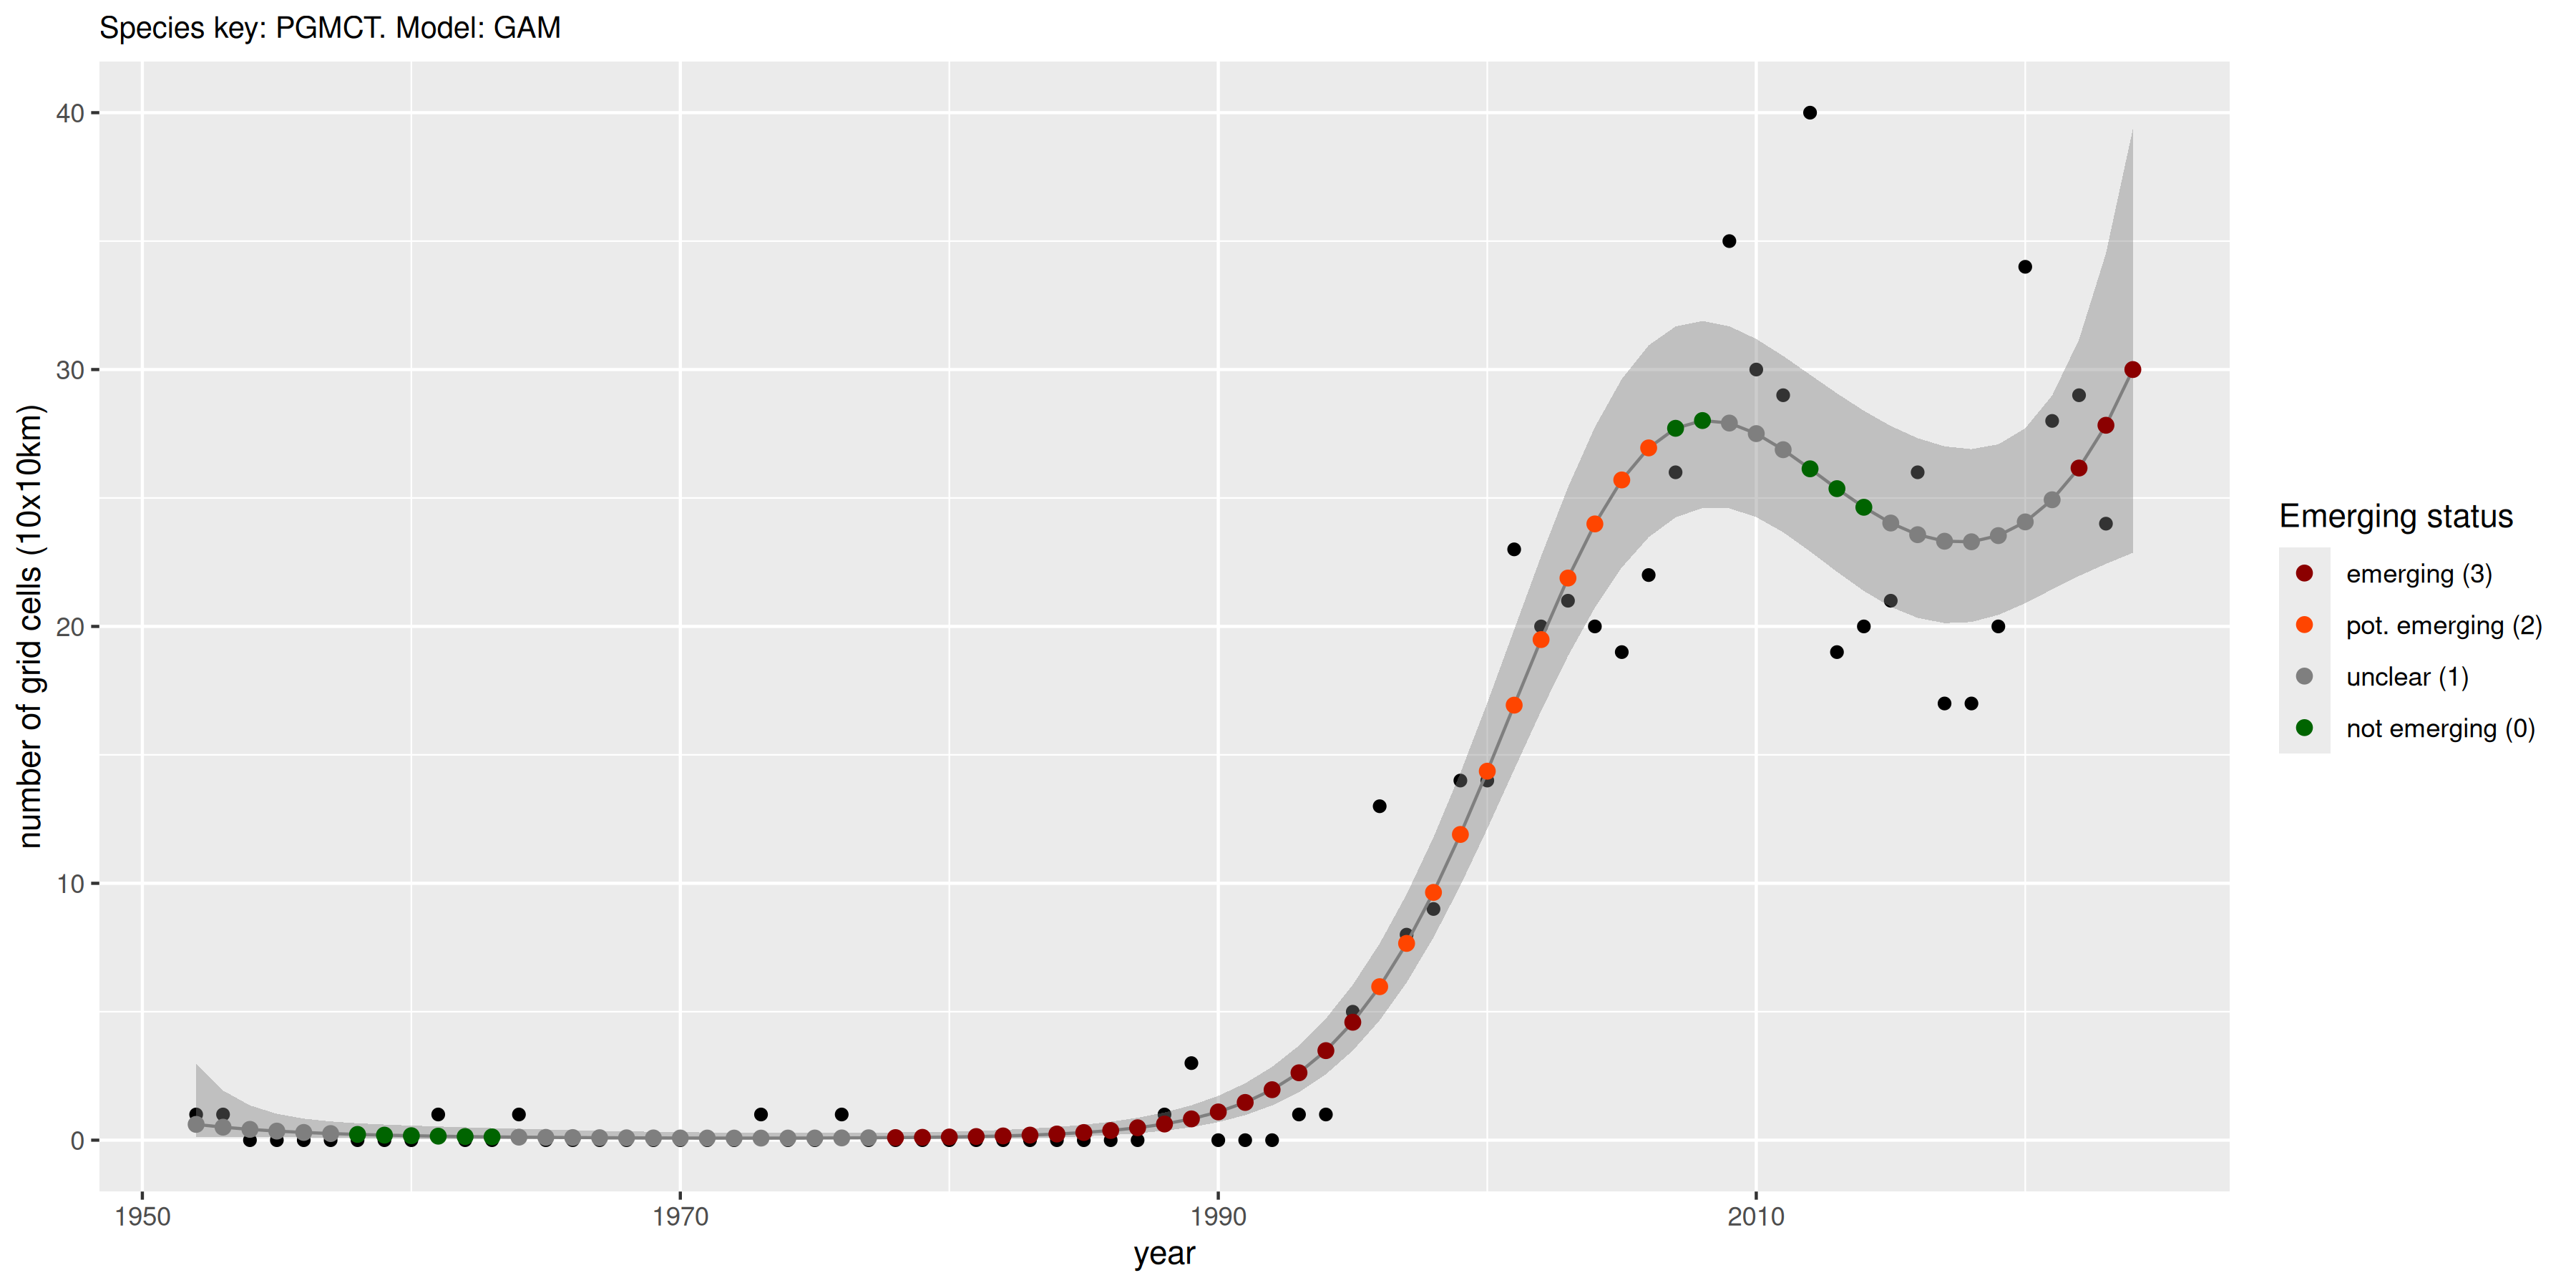 Species key: PGMCT. Model: GAM
number of grid cells (10x10km)
40
30
20
10
0
1950 1970 1990 2010
year
Emerging status
emerging (3)
pot. emerging (2)
unclear (1)
not emerging (0)